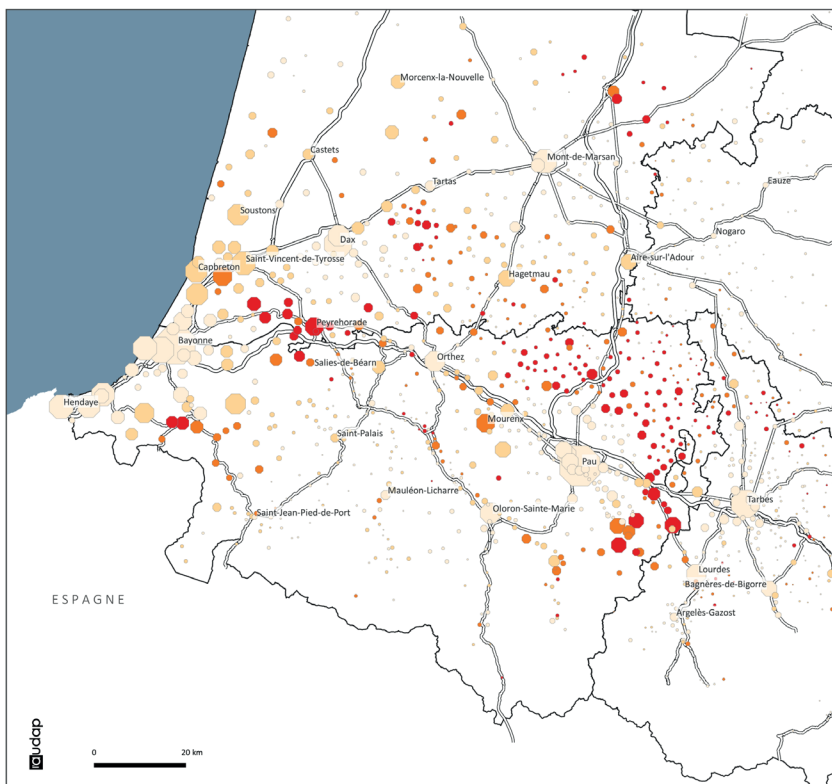 Morcenx-la-Nouvelle
Castets
Mont-de-Marsan
Tartas
Eauze
Soustons
Nogaro
Dax
Capbreton
Saint-Vincent-de-Tyrosse
Aire-sur-l'Adour
Hagetmau
Peyrehorade
Bayonne
Salies-de-Béarn
Orthez
Hendaye
Mourenx
Saint-Palais
Pau
Mauléon-Licharre
Tarbes
Saint-Jean-Pied-de-Port
Oloron-Sainte-Marie
Lourdes
Bagnères-de-Bigorre
ESPAGNE
Argelès-Gazost
audap
0 20 km